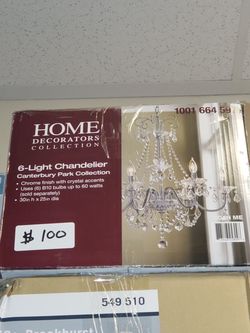 1001 664 59
HOME
DECORATORS
COLLECTION
6-Light Chandelier
Canterbury Park Collection
• Chrome finish with crystal accents
• Uses (6) B10 bulbs up to 60 watts
(sold separately)
• 30in h x 25in dia
$100
549 510
Brookhurst